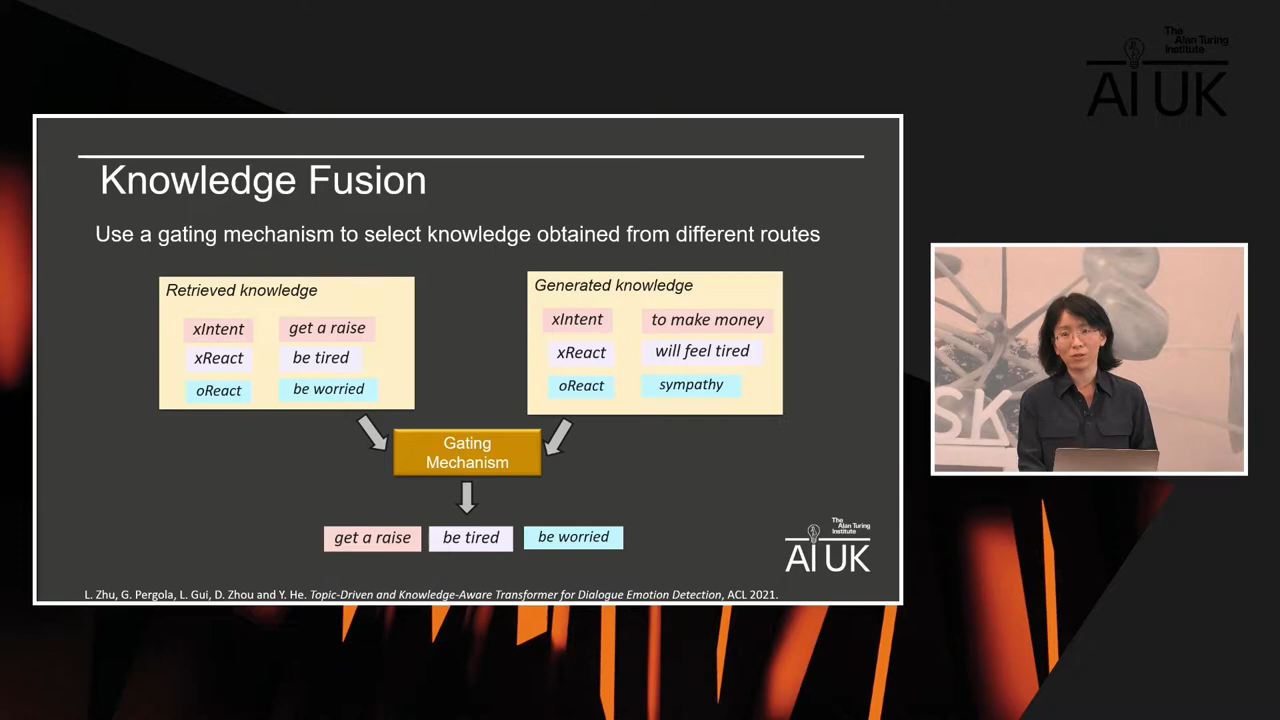 The
Alan Turing
Institute
AI UK
Knowledge Fusion
Use a gating mechanism to select knowledge obtained from different routes
Retrieved knowledge
xIntent get a raise
xReact be tired
oReact be worried
Generated knowledge
xIntent to make money
xReact will feel tired
oReact sympathy
Gating
Mechanism
get a raise be tired be worried
The
Alan Turing
Institute
AI UK
L. Zhu, G. Pergola, L. Gui, D. Zhou and Y. He. Topic-Driven and Knowledge-Aware Transformer for Dialogue Emotion Detection, ACL 2021.
SK